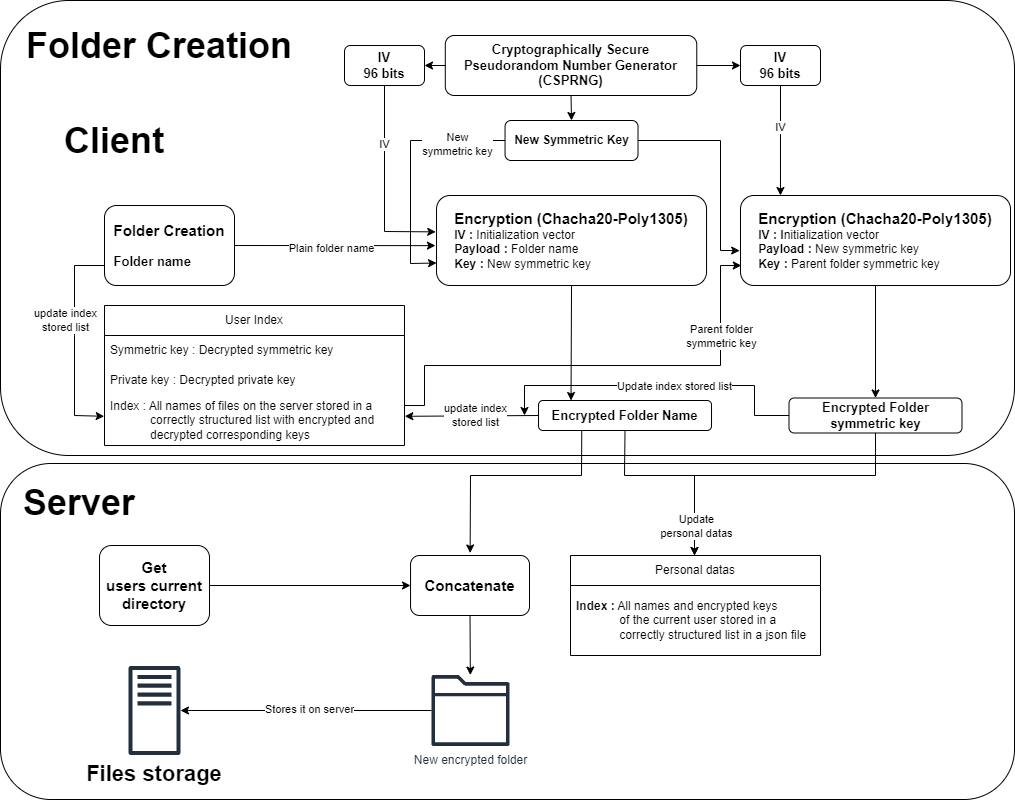 Folder Creation
Client
IV
96 bits
Cryptographically Secure
Pseudorandom Number Generator
(CSPRNG)
IV
96 bits
New Symmetric Key
New
symmetric key
IV
IV
Folder Creation
Folder name
Plain folder name
Encryption (Chacha20-Poly1305)
IV : Initialization vector
Payload : Folder name
Key : New symmetric key
Encryption (Chacha20-Poly1305)
IV : Initialization vector
Payload : New symmetric key
Key : Parent folder symmetric key
update index
stored list
User Index
Symmetric key : Decrypted symmetric key
Private key : Decrypted private key
Index : All names of files on the server stored in a
correctly structured list with encrypted and
decrypted corresponding keys
Parent folder
symmetric key
Update index stored list
update index
stored list
Encrypted Folder Name
Encrypted Folder
symmetric key
Server
Get
users current
directory
Concatenate
Update
personal datas
Personal datas
Index : All names and encrypted keys
of the current user stored in a
correctly structured list in a json file
Stores it on server
New encrypted folder
Files storage